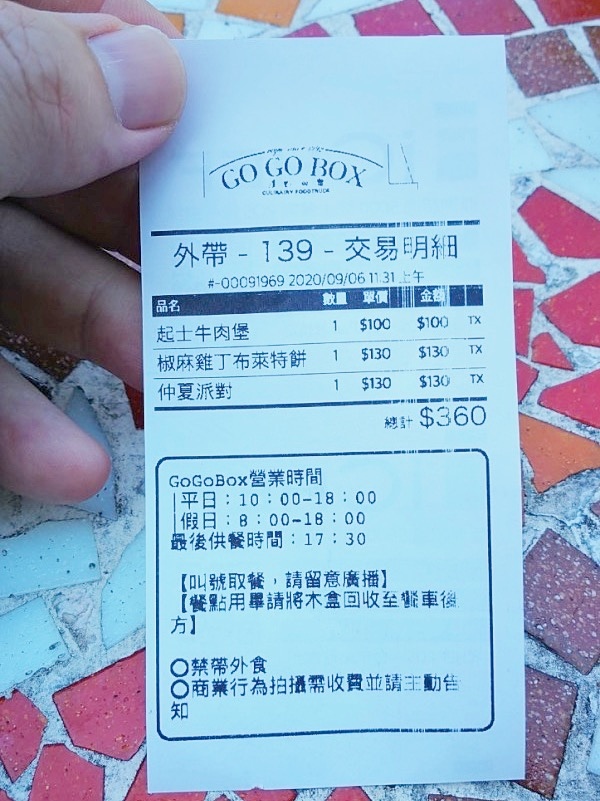 GO GO BOX
CULINARY FOODTRUCK
外帶 - 139 - 交易明細
#-00091969 2020/09/06 11:31 上午
品名 數量 單價 金額
起士牛肉堡 1 $100 $100 TX
椒麻雞丁布萊特餅 1 $130 $130 TX
仲夏派對 1 $130 $130 TX
總計 $360
GoGoBox營業時間
|平日：10：00-18：00
|假日：8：00-18：00
最後供餐時間：17：30
【叫號取餐，請留意廣播】
【餐點用畢請將木盒回收至餐車後
方】
○禁帶外食
○商業行為拍攝需收費並請主動告
知